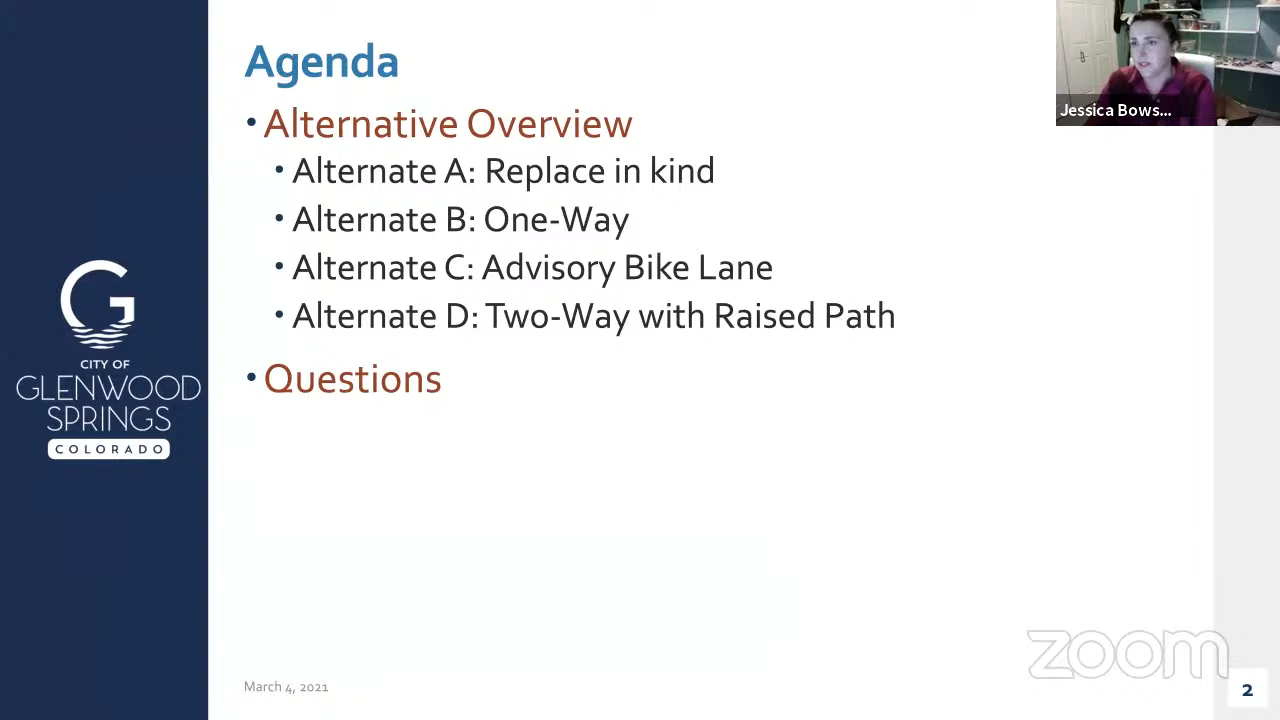 Agenda
• Alternative Overview
• Alternate A: Replace in kind
• Alternate B: One-Way
• Alternate C: Advisory Bike Lane
• Alternate D: Two-Way with Raised Path
• Questions
Jessica Bows...
G
CITY OF
GLENWOOD
SPRINGS
COLORADO
March 4, 2021
zoom
2